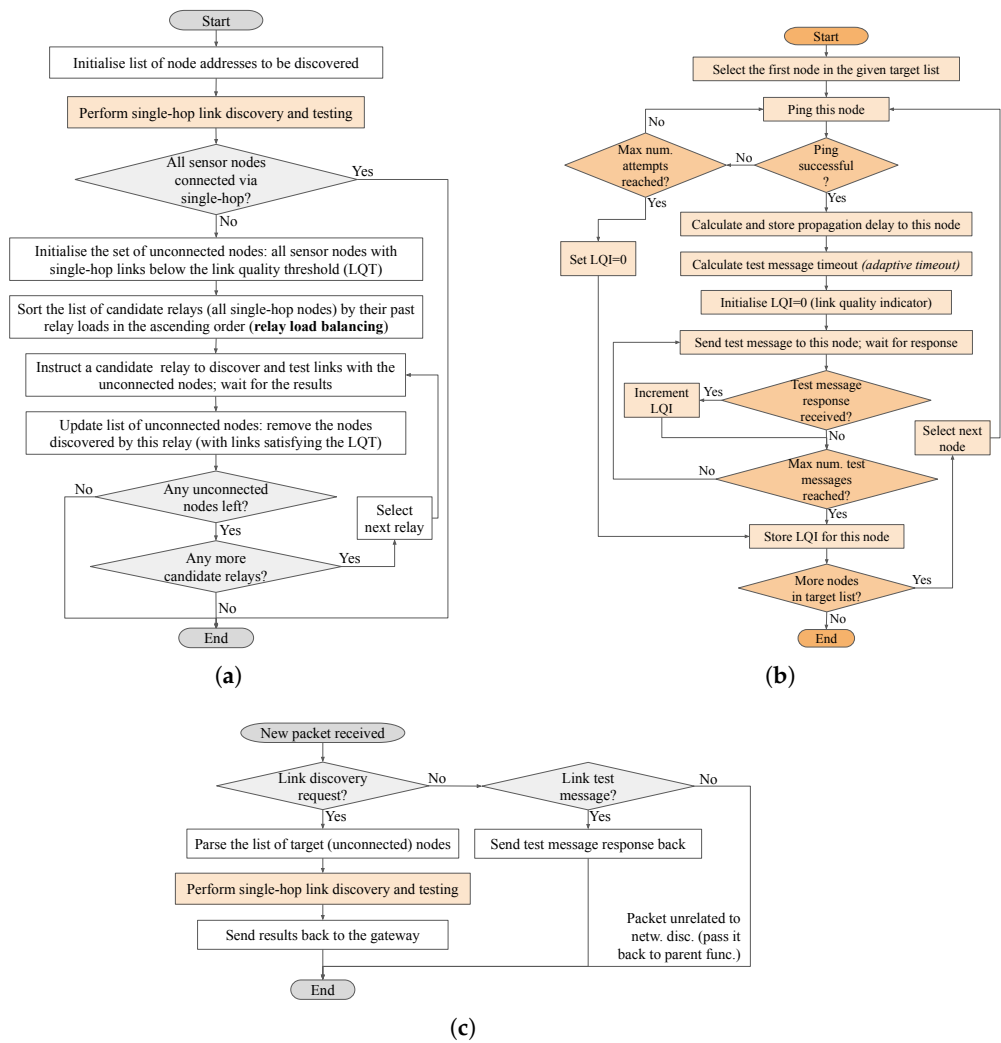 Start
Initialise list of node addresses to be discovered
Perform single-hop link discovery and testing
All sensor nodes
connected via
single-hop?
Yes
No
Initialise the set of unconnected nodes: all sensor nodes with
single-hop links below the link quality threshold (LQT)
Sort the list of candidate relays (all single-hop nodes) by their past
relay loads in the ascending order (relay load balancing)
Instruct a candidate relay to discover and test links with the
unconnected nodes; wait for the results
Update list of unconnected nodes: remove the nodes
discovered by this relay (with links satisfying the LQT)
No
Any unconnected
nodes left?
Yes
Select
next relay
Any more
candidate relays?
Yes
No
End
(a)
Start
Select the first node in the given target list
Ping this node
No
Max num.
attempts
reached?
No
Ping
successful
?
Yes
Yes
Calculate and store propagation delay to this node
Set LQI=0
Calculate test message timeout (adaptive timeout)
Initialise LQI=0 (link quality indicator)
Send test message to this node; wait for response
Increment
LQI
Yes
Test message
response
received?
No
Select next
node
No
Max num. test
messages
reached?
Yes
Store LQI for this node
More nodes
in target list?
Yes
No
End
(b)
New packet received
Link discovery
request?
No
Link test
message?
No
Yes
Yes
Parse the list of target (unconnected) nodes
Send test message response back
Perform single-hop link discovery and testing
Send results back to the gateway
Packet unrelated to
netw. disc. (pass it
back to parent func.)
End
(c)